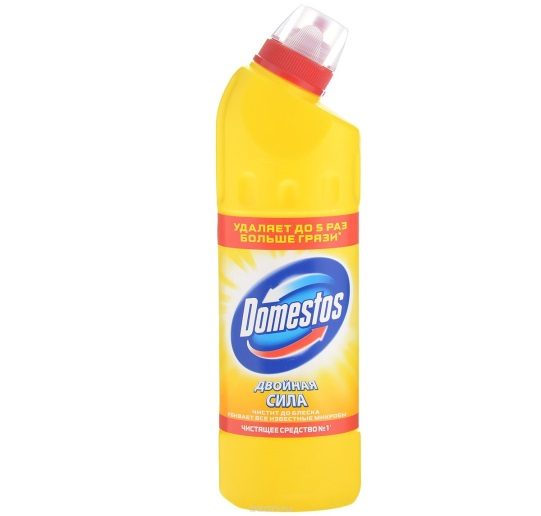 УДАЛЯЕТ ДО 5 РАЗ
БОЛЬШЕ ГРЯЗИ*
Domestos
ДВОЙНАЯ
СИЛА
ЧИСТИТ ДО БЛЕСКА
УБИВАЕТ ВСЕ ИЗВЕСТНЫЕ МИКРОБЫ
ЧИСТЯЩЕЕ СРЕДСТВО №1